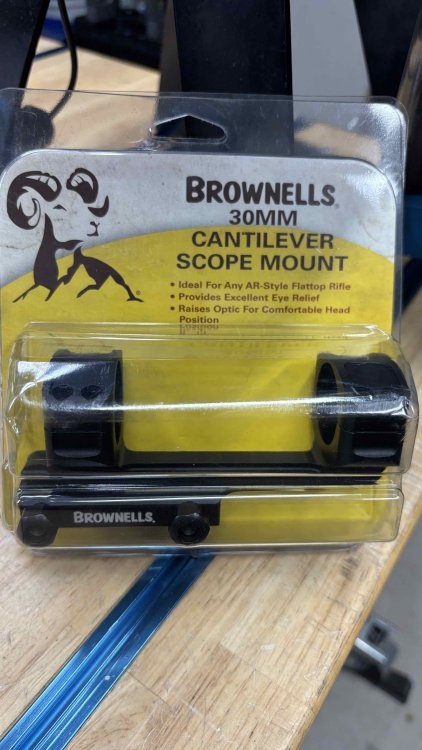 BROWNELLS®
30MM
CANTILEVER
SCOPE MOUNT
• Ideal For Any AR-Style Flattop Rifle
• Provides Excellent Eye Relief
• Raises Optic For Comfortable Head
Position
BROWNELLS.